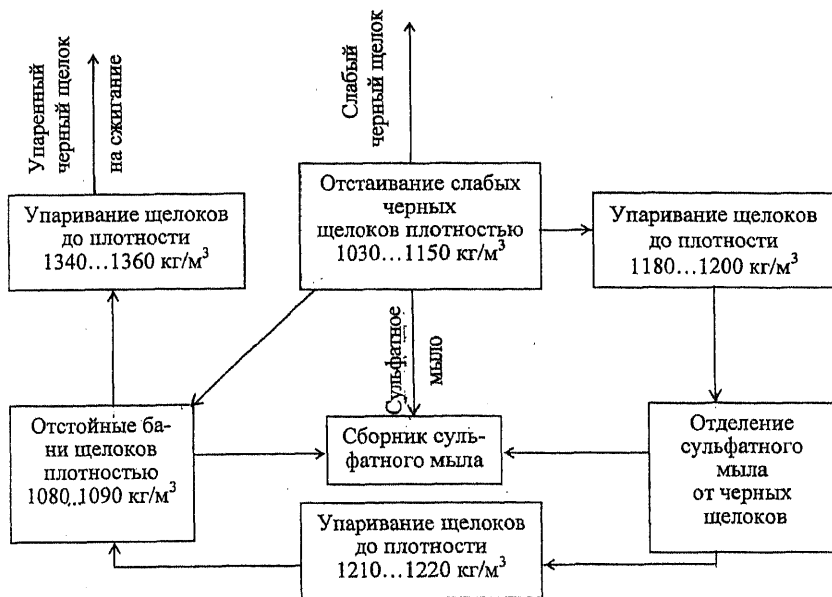 Упаренный
черный щелок
на сжигание
Слабый
черный щелок
Упаривание щелоков
до плотности
1340...1360 кг/м³
Отстаивание слабых
черных
щелоков плотностью
1030...1150 кг/м³
Упаривание щелоков
до плотности
1180...1200 кг/м³
Сульфатное
мыло
Отстойные ба-
ни щелоков
плотностью
1080...1090 кг/м³
Сборник суль-
фатного мыла
Отделение
сульфатного
мыла
от черных
щелоков
Упаривание щелоков
до плотности
1210...1220 кг/м³